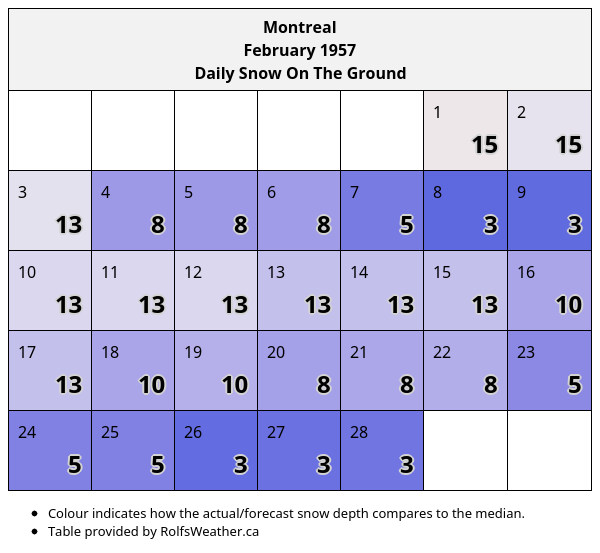 Montreal
February 1957
Daily Snow On The Ground
1 2
15 15
3 4 5 6 7 8 9
13 8 8 8 5 3 3
10 11 12 13 14 15 16
13 13 13 13 13 13 10
17 18 19 20 21 22 23
13 10 10 8 8 8 5
24 25 26 27 28
5 5 3 3 3
• Colour indicates how the actual/forecast snow depth compares to the median.
• Table provided by RolfsWeather.ca